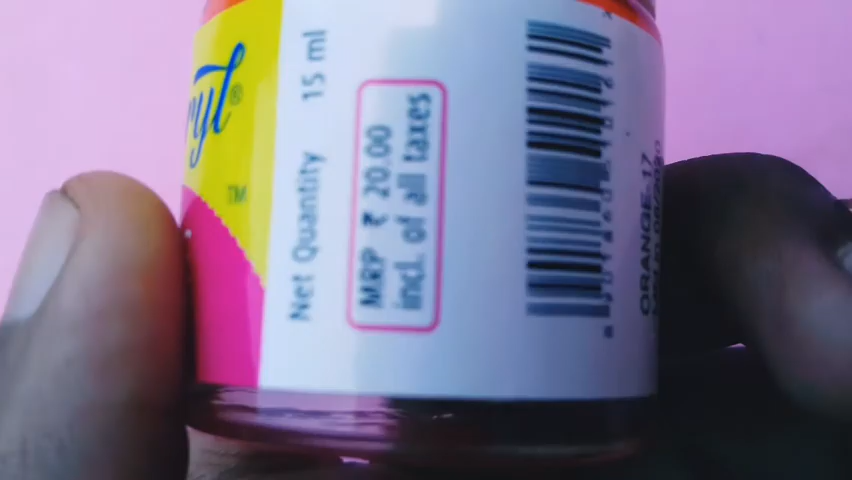 ryl®
TM
Net Quantity 15 ml
MRP ₹ 20.00
incl. of all taxes
ORANGE 17